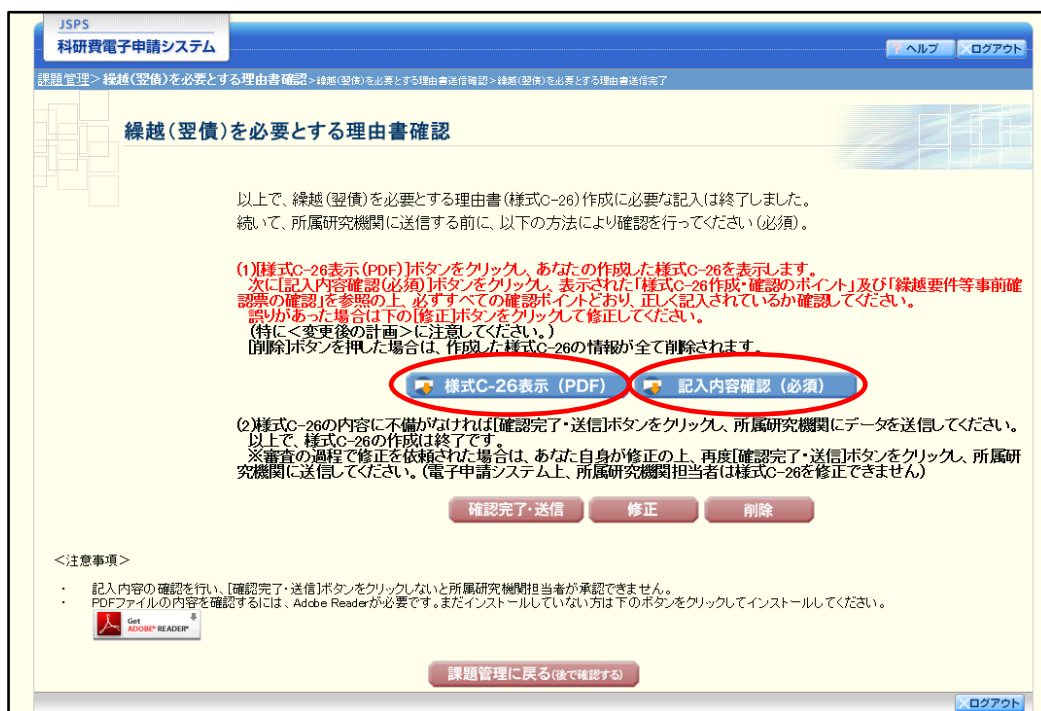 JSPS
科研費電子申請システム
? ヘルプ
ログアウト
課題管理>繰越(翌債)を必要とする理由書確認>繰越(翌債)を必要とする理由書送信確認>繰越(翌債)を必要とする理由書送信完了
繰越(翌債)を必要とする理由書確認
以上で、繰越(翌債)を必要とする理由書(様式C-26)作成に必要な記入は終了しました。
続いて、所属研究機関に送信する前に、以下の方法により確認を行ってください(必須)。
(1)[様式C-26表示(PDF)]ボタンをクリックし、あなたの作成した様式C-26を表示します。
次に[記入内容確認(必須)]ボタンをクリックし、表示された「様式C-26作成・確認のポイント」及び「繰越要件等事前確
認票の確認」を参照の上、必ずすべての確認ポイントどおり、正しく記入されているか確認してください。
誤りがあった場合は下の[修正]ボタンをクリックして修正してください。
(特に<変更後の計画>に注意してください。)
[削除]ボタンを押した場合は、作成した様式C-26の情報が全て削除されます。
様式C-26表示(PDF)
記入内容確認(必須)
(2)様式C-26の内容に不備がなければ[確認完了・送信]ボタンをクリックし、所属研究機関にデータを送信してください。
以上で、様式C-26の作成は終了です。
※審査の過程で修正を依頼された場合は、あなた自身が修正の上、再度[確認完了・送信]ボタンをクリックし、所属研
究機関に送信してください。(電子申請システム上、所属研究機関担当者は様式C-26を修正できません)
確認完了・送信
修正
削除
<注意事項>
・ 記入内容の確認を行い、[確認完了・送信]ボタンをクリックしないと所属研究機関担当者が承認できません。
・ PDFファイルの内容を確認するには、Adobe Readerが必要です。まだインストールしていない方は下のボタンをクリックしてインストールしてください。
Get
ADOBE® READER®
課題管理に戻る(後で確認する)
ログアウト